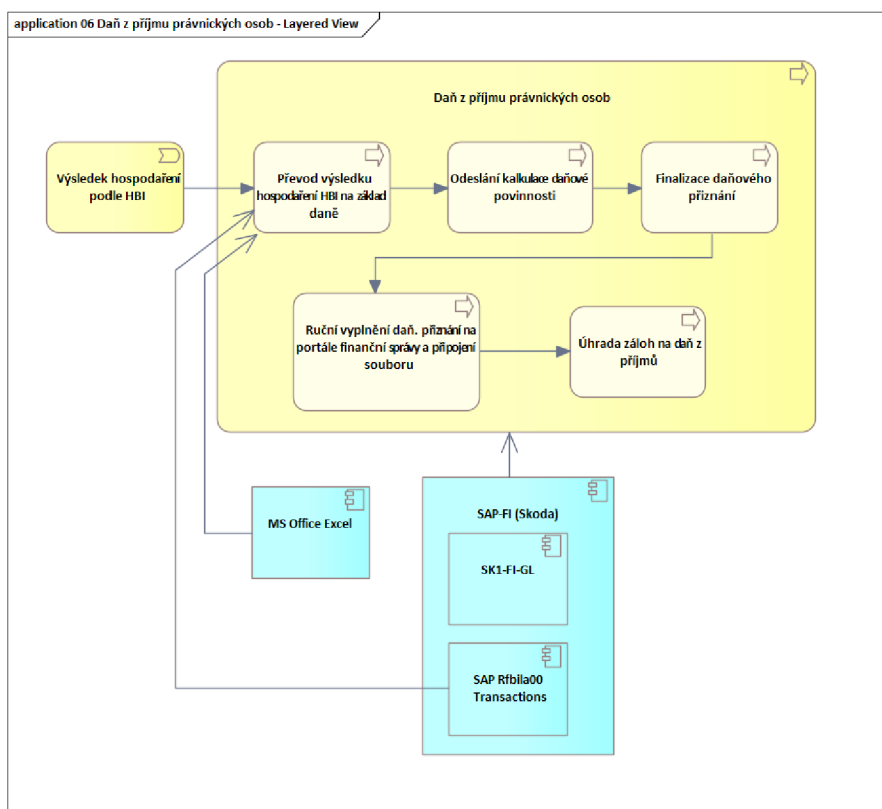 application 06 Daň z příjmu právnických osob - Layered View
Daň z příjmu právnických osob
Výsledek hospodaření
podle HBI
Převod výsledku
hospodaření HBI na základ
daně
Odeslání kalkulace daňové
povinnosti
Finalizace daňového
přiznání
Ruční vyplnění daň. přiznání na
portále finanční správy a připojení
souboru
Úhrada záloh na daň z
příjmů
MS Office Excel
SAP-FI (Skoda)
SK1-FI-GL
SAP Rfbila00
Transactions